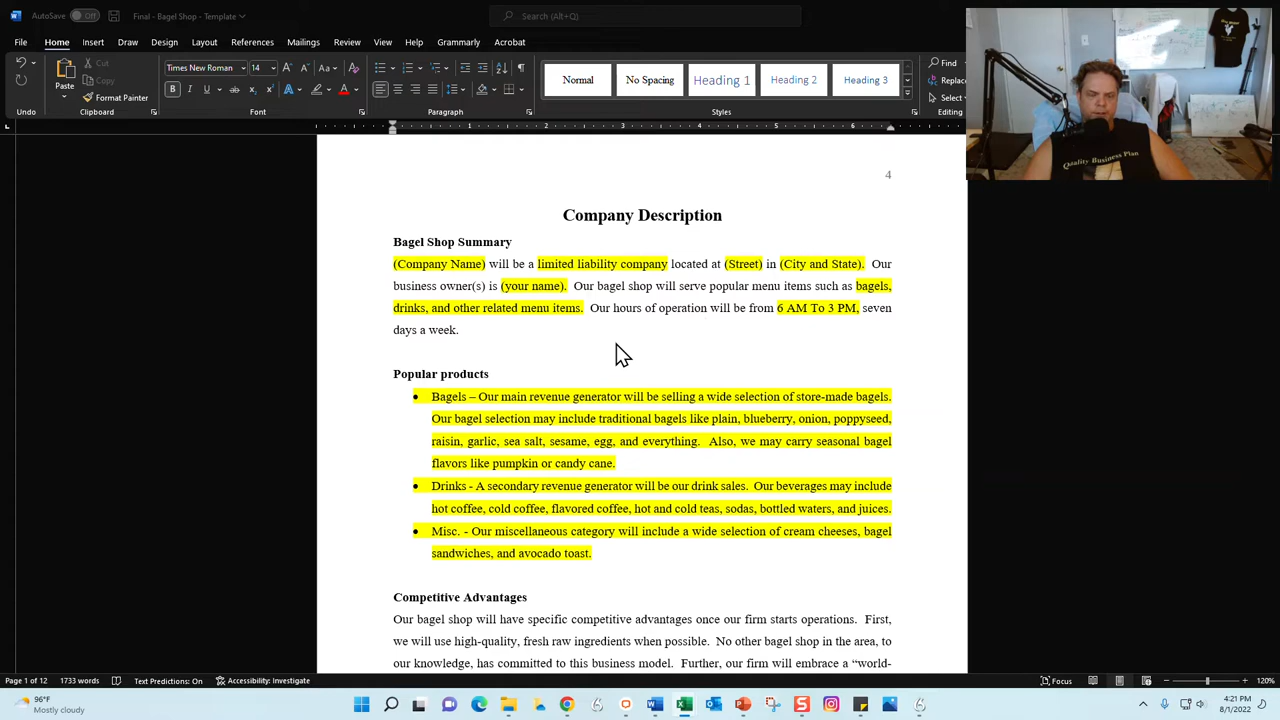 AutoSave
Off
Final - Bagel Shop - Template
Search (Alt+Q)
File Home Insert Draw Design Layout References Mailings Review View Help Grammarly Acrobat
Cut
Copy
Paste
Format Painter
Times New Roman 14
Normal
No Spacing
Heading 1
Heading 2
Heading 3
Find
Replace
Select
Undo Clipboard Font Paragraph Styles Editing
Quality Business Plan
1 2 3 4 5 6
4
Company Description
Bagel Shop Summary
(Company Name) will be a limited liability company located at (Street) in (City and State). Our
business owner(s) is (your name). Our bagel shop will serve popular menu items such as bagels,
drinks, and other related menu items. Our hours of operation will be from 6 AM To 3 PM, seven
days a week.
Popular products
• Bagels – Our main revenue generator will be selling a wide selection of store-made bagels.
Our bagel selection may include traditional bagels like plain, blueberry, onion, poppyseed,
raisin, garlic, sea salt, sesame, egg, and everything. Also, we may carry seasonal bagel
flavors like pumpkin or candy cane.
• Drinks - A secondary revenue generator will be our drink sales. Our beverages may include
hot coffee, cold coffee, flavored coffee, hot and cold teas, sodas, bottled waters, and juices.
• Misc. - Our miscellaneous category will include a wide selection of cream cheeses, bagel
sandwiches, and avocado toast.
Competitive Advantages
Our bagel shop will have specific competitive advantages once our firm starts operations. First,
we will use high-quality, fresh raw ingredients when possible. No other bagel shop in the area, to
our knowledge, has committed to this business model. Further, our firm will embrace a “world-
Page 1 of 12 1733 words Text Predictions: On Accessibility: Investigate Focus 120%
96°F
Mostly cloudy
4:21 PM
8/1/2022